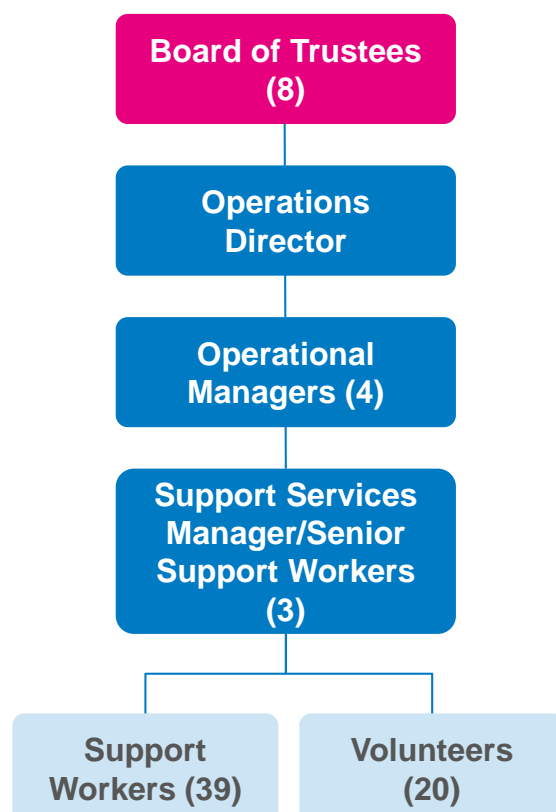 Board of Trustees
(8)
Operations
Director
Operational
Managers (4)
Support Services
Manager/Senior
Support Workers
(3)
Support
Workers (39)
Volunteers
(20)